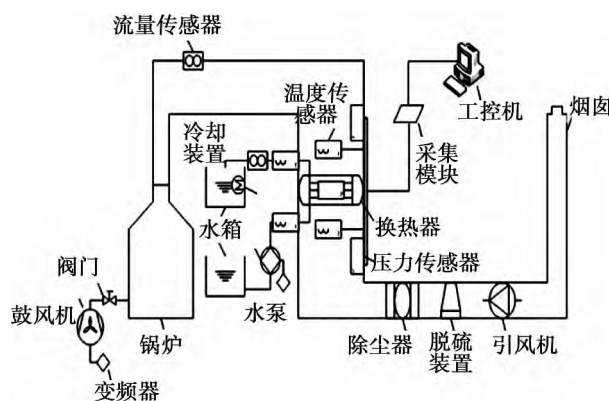 流量传感器
温度传
感器
工控机
烟囱
冷却
装置
采集
模块
水箱
换热器
压力传感器
阀门
鼓风机
水泵
锅炉
除尘器
脱硫
装置
引风机
变频器